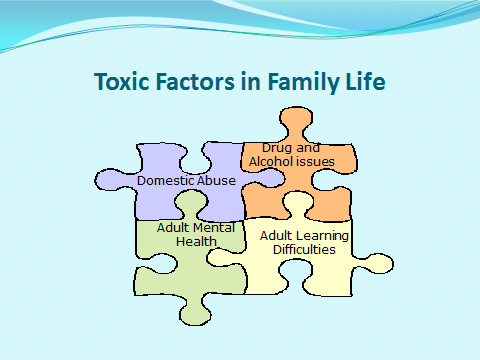 Toxic Factors in Family Life
Drug and
Alcohol issues
Domestic Abuse
Adult Mental
Health
Adult Learning
Difficulties